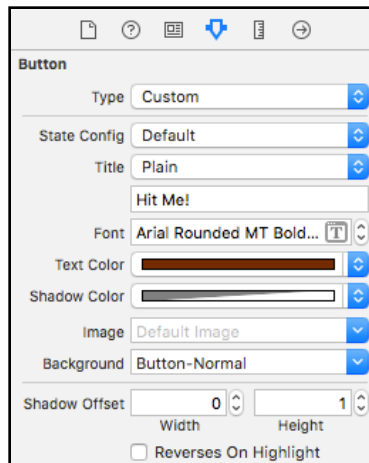 Button
Type Custom
State Config Default
Title Plain
Hit Me!
Font Arial Rounded MT Bold... T
Text Color
Shadow Color
Image Default Image
Background Button-Normal
Shadow Offset 0 1
Width Height
Reverses On Highlight